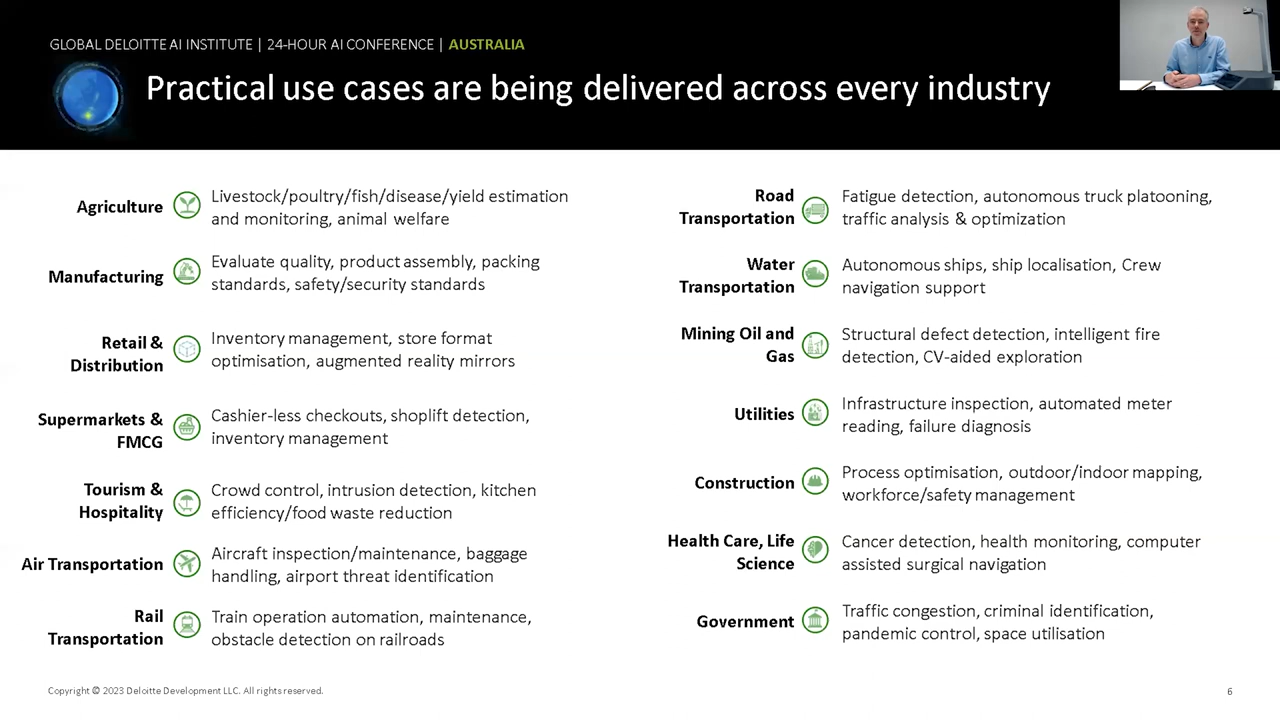 GLOBAL DELOITTE AI INSTITUTE | 24-HOUR AI CONFERENCE | AUSTRALIA
Practical use cases are being delivered across every industry
Agriculture
Livestock/poultry/fish/disease/yield estimation
and monitoring, animal welfare
Manufacturing
Evaluate quality, product assembly, packing
standards, safety/security standards
Retail &
Distribution
Inventory management, store format
optimisation, augmented reality mirrors
Supermarkets &
FMCG
Cashier-less checkouts, shoplift detection,
inventory management
Tourism &
Hospitality
Crowd control, intrusion detection, kitchen
efficiency/food waste reduction
Air Transportation
Aircraft inspection/maintenance, baggage
handling, airport threat identification
Rail
Transportation
Train operation automation, maintenance,
obstacle detection on railroads
Road
Transportation
Fatigue detection, autonomous truck platooning,
traffic analysis & optimization
Water
Transportation
Autonomous ships, ship localisation, Crew
navigation support
Mining Oil and
Gas
Structural defect detection, intelligent fire
detection, CV-aided exploration
Utilities
Infrastructure inspection, automated meter
reading, failure diagnosis
Construction
Process optimisation, outdoor/indoor mapping,
workforce/safety management
Health Care, Life
Science
Cancer detection, health monitoring, computer
assisted surgical navigation
Government
Traffic congestion, criminal identification,
pandemic control, space utilisation
Copyright © 2023 Deloitte Development LLC. All rights reserved.
6